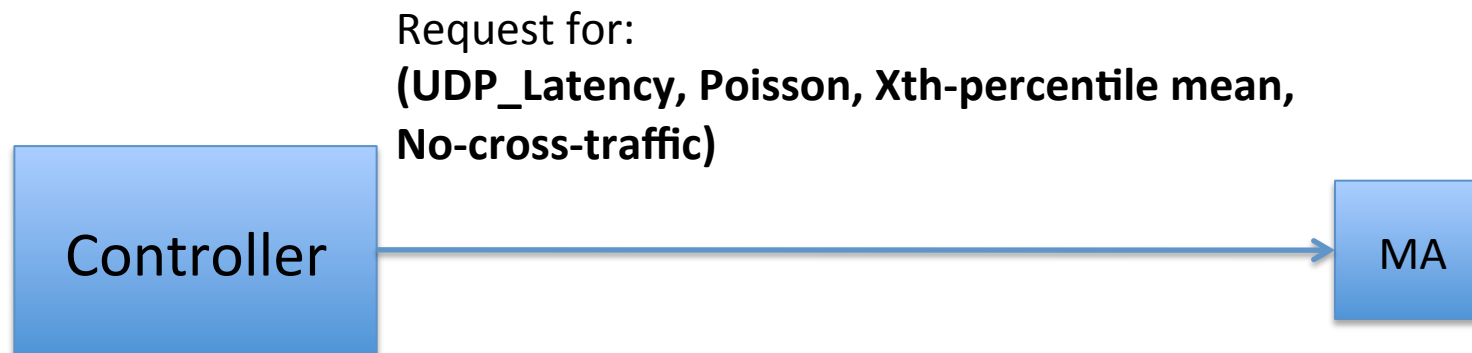 Request for:
(UDP_Latency, Poisson, Xth-percentile mean,
No-cross-traffic)
Controller
MA